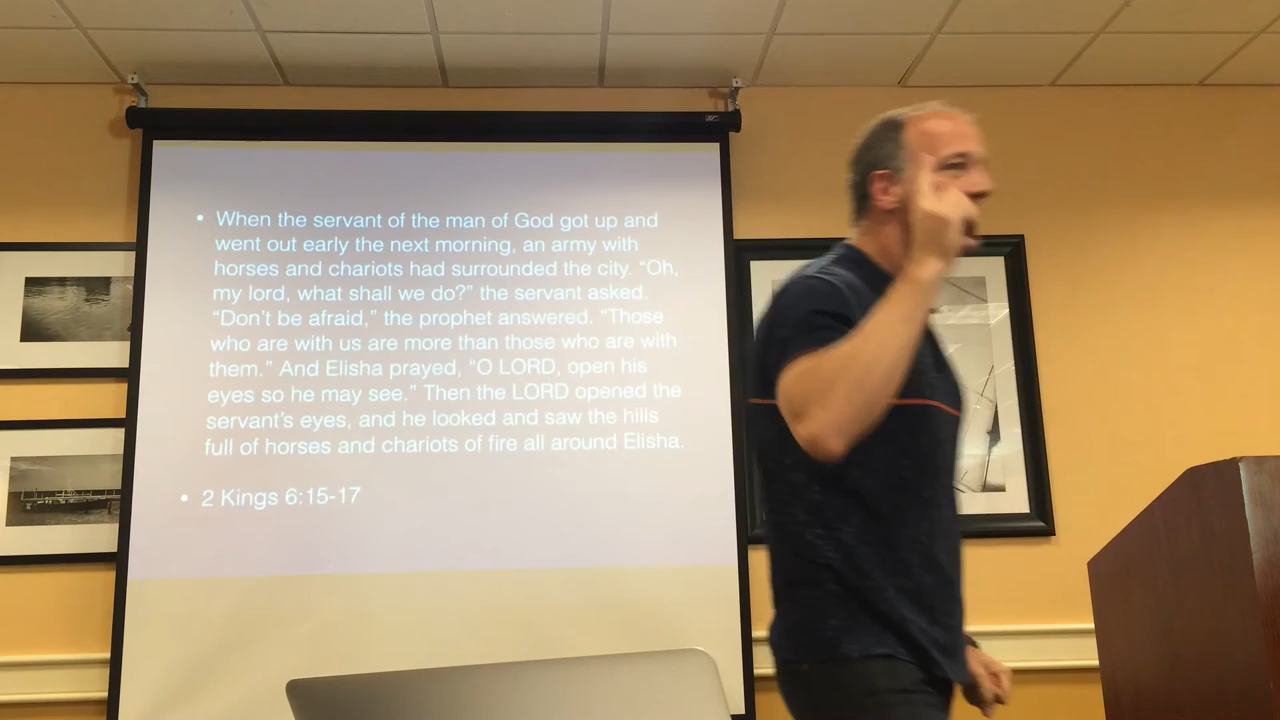 • When the servant of the man of God got up and
went out early the next morning, an army with
horses and chariots had surrounded the city. “Oh,
my lord, what shall we do?” the servant asked.
“Don’t be afraid,” the prophet answered. “Those
who are with us are more than those who are with
them.” And Elisha prayed, “O LORD, open his
eyes so he may see.” Then the LORD opened the
servant’s eyes, and he looked and saw the hills
full of horses and chariots of fire all around Elisha.
• 2 Kings 6:15-17